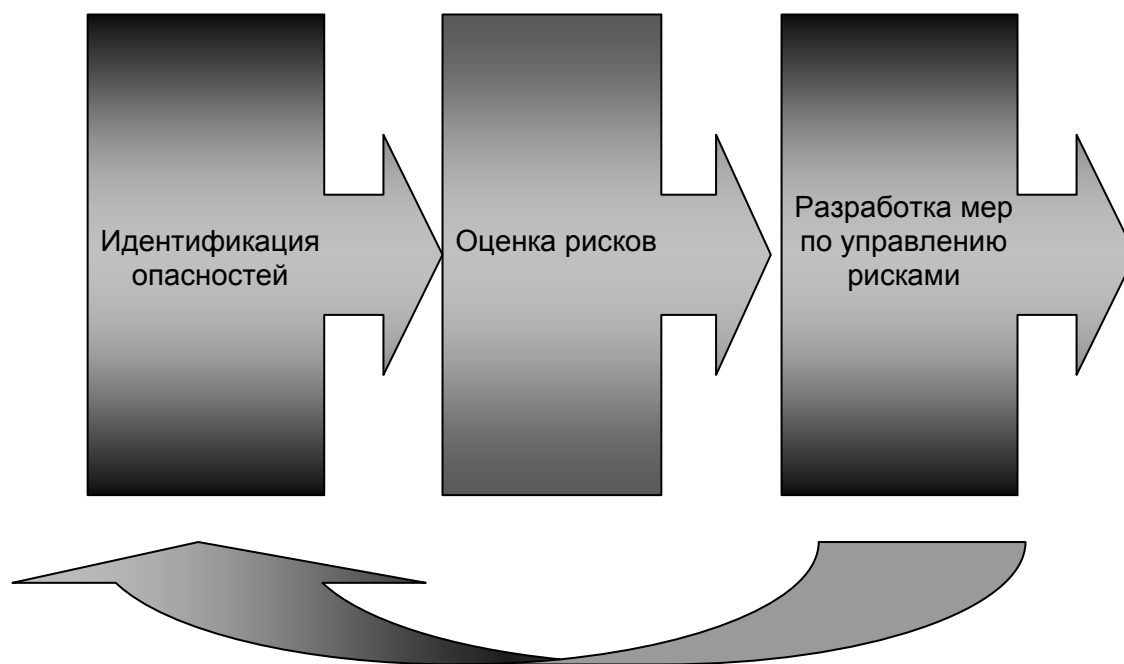 Идентификация
опасностей
Оценка рисков
Разработка мер
по управлению
рисками